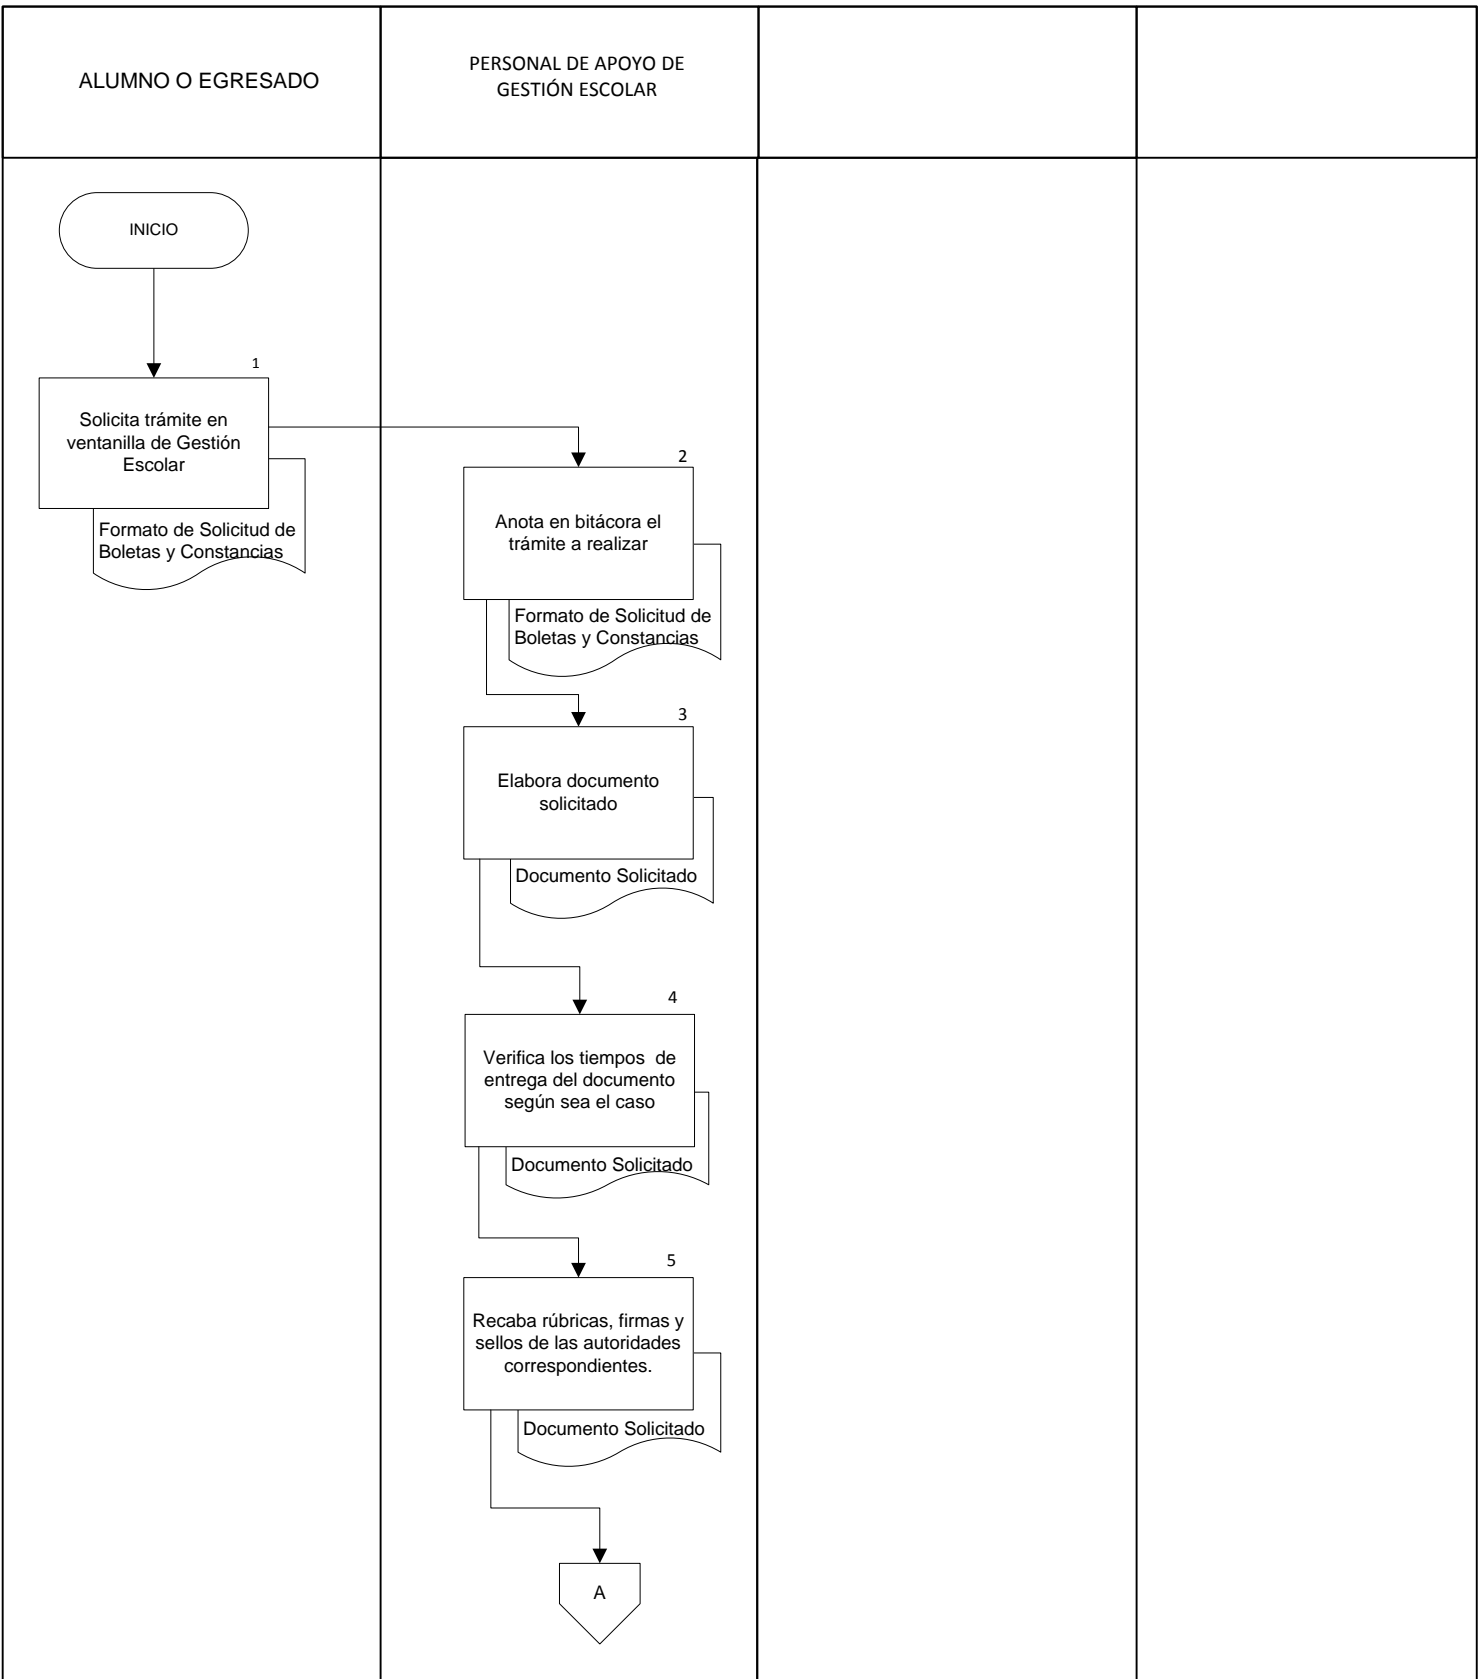 ALUMNO O EGRESADO
PERSONAL DE APOYO DE
GESTIÓN ESCOLAR
INICIO
1
Solicita trámite en
ventanilla de Gestión
Escolar
Formato de Solicitud de
Boletas y Constancias
2
Anota en bitácora el
trámite a realizar
Formato de Solicitud de
Boletas y Constancias
3
Elabora documento
solicitado
Documento Solicitado
4
Verifica los tiempos de
entrega del documento
según sea el caso
Documento Solicitado
5
Recaba rúbricas, firmas y
sellos de las autoridades
correspondientes.
Documento Solicitado
A